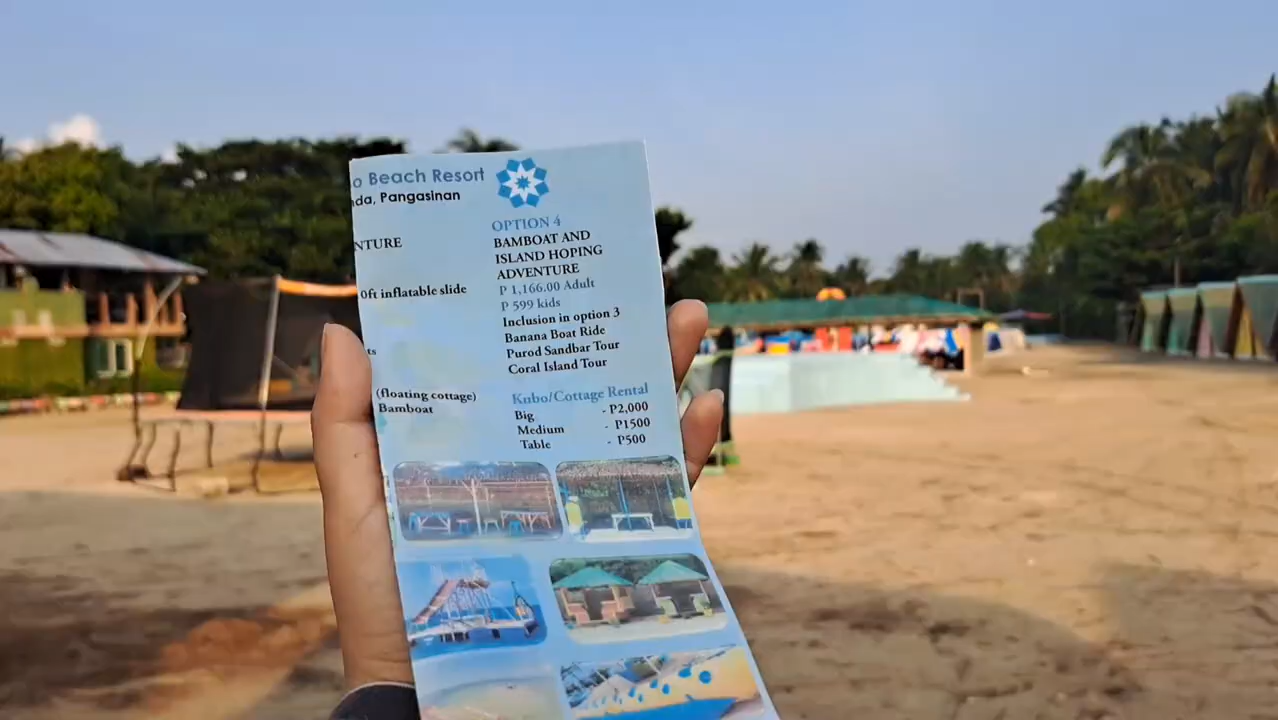 o Beach Resort
nda, Pangasinan
NTURE
0ft inflatable slide
ts
(floating cottage)
Bamboat
OPTION 4
BAMBOAT AND
ISLAND HOPING
ADVENTURE
P 1,166.00 Adult
P 599 kids
Inclusion in option 3
Banana Boat Ride
Purod Sandbar Tour
Coral Island Tour
Kubo/Cottage Rental
Big - P2,000
Medium - P1500
Table - P500